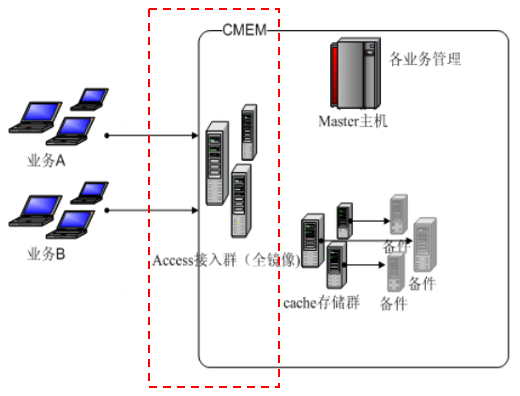 CMEM
各业务管理
Master主机
业务A
业务B
Access接入群（全镜像)
备件
备件
cache存储群
备件